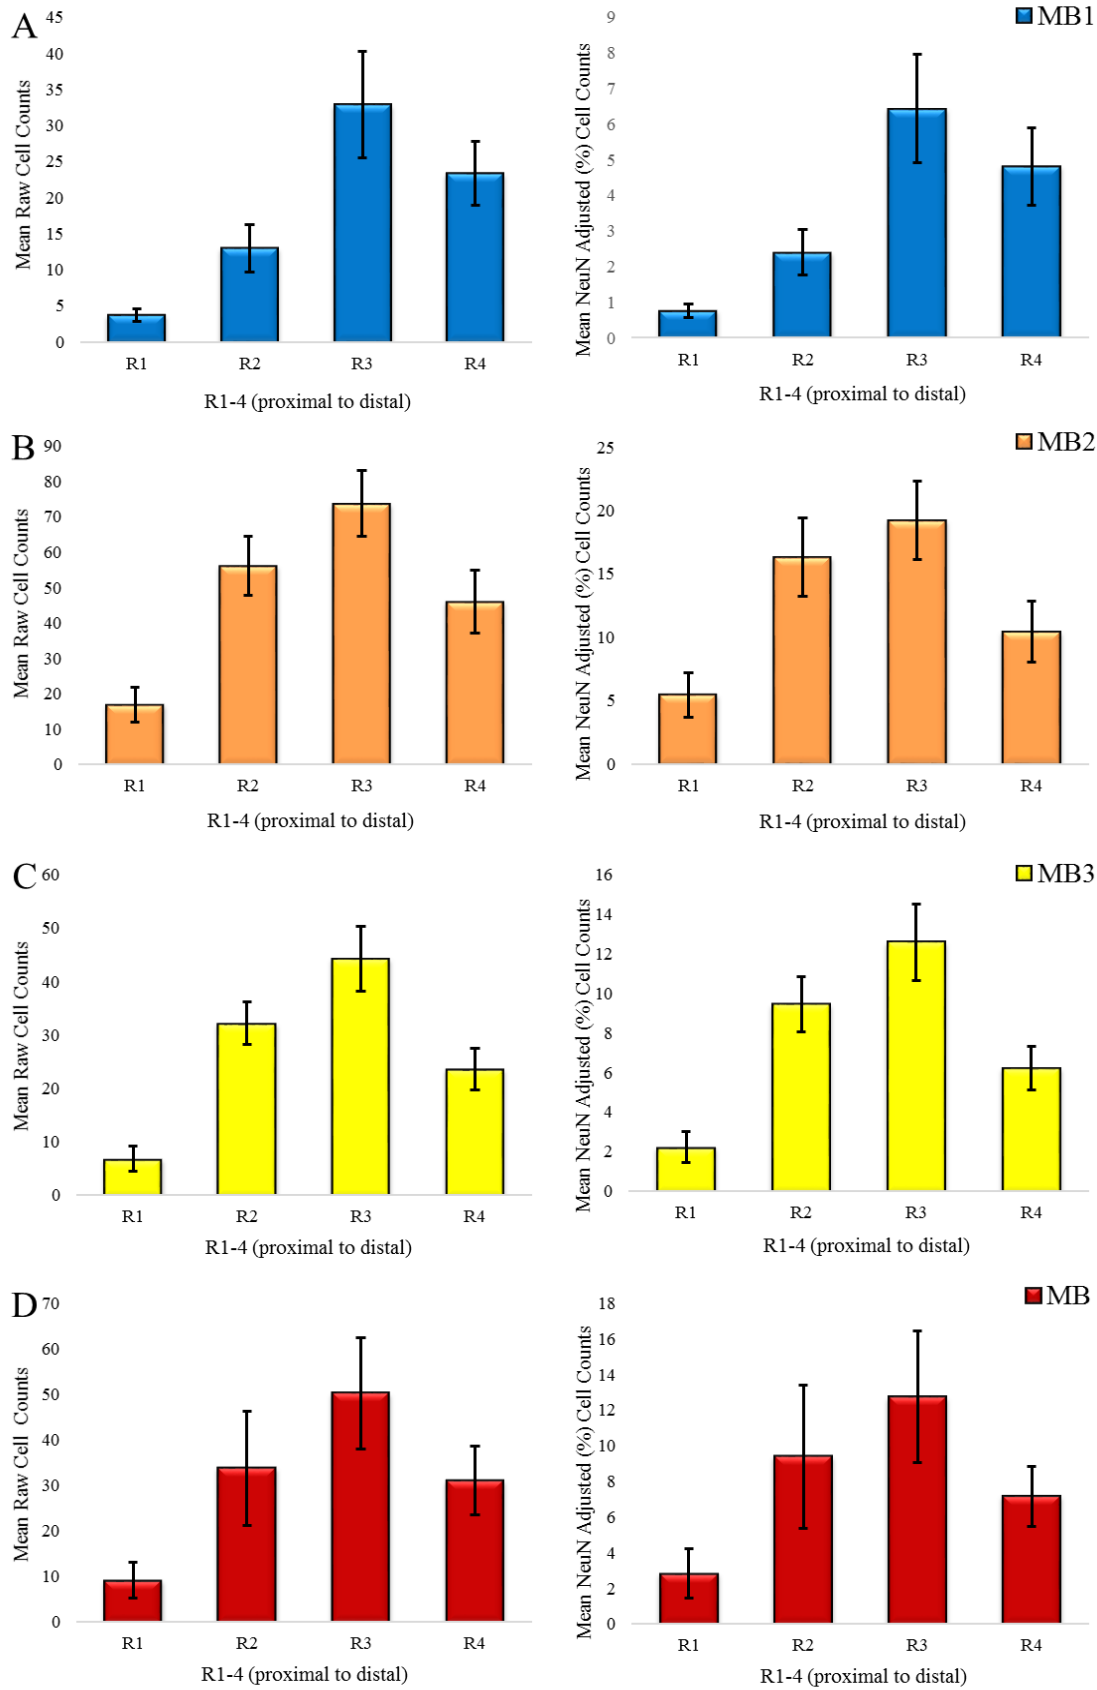 A
MB1
Mean Raw Cell Counts
45
40
35
30
25
20
15
10
5
0
R1 R2 R3 R4
R1-4 (proximal to distal)
Mean NeuN Adjusted (%) Cell Counts
9
8
7
6
5
4
3
2
1
0
R1 R2 R3 R4
R1-4 (proximal to distal)
B
MB2
Mean Raw Cell Counts
90
80
70
60
50
40
30
20
10
0
R1 R2 R3 R4
R1-4 (proximal to distal)
Mean NeuN Adjusted (%) Cell Counts
25
20
15
10
5
0
R1 R2 R3 R4
R1-4 (proximal to distal)
C
MB3
Mean Raw Cell Counts
60
50
40
30
20
10
0
R1 R2 R3 R4
R1-4 (proximal to distal)
Mean NeuN Adjusted (%) Cell Counts
16
14
12
10
8
6
4
2
0
R1 R2 R3 R4
R1-4 (proximal to distal)
D
MB
Mean Raw Cell Counts
70
60
50
40
30
20
10
0
R1 R2 R3 R4
R1-4 (proximal to distal)
Mean NeuN Adjusted (%) Cell Counts
18
16
14
12
10
8
6
4
2
0
R1 R2 R3 R4
R1-4 (proximal to distal)